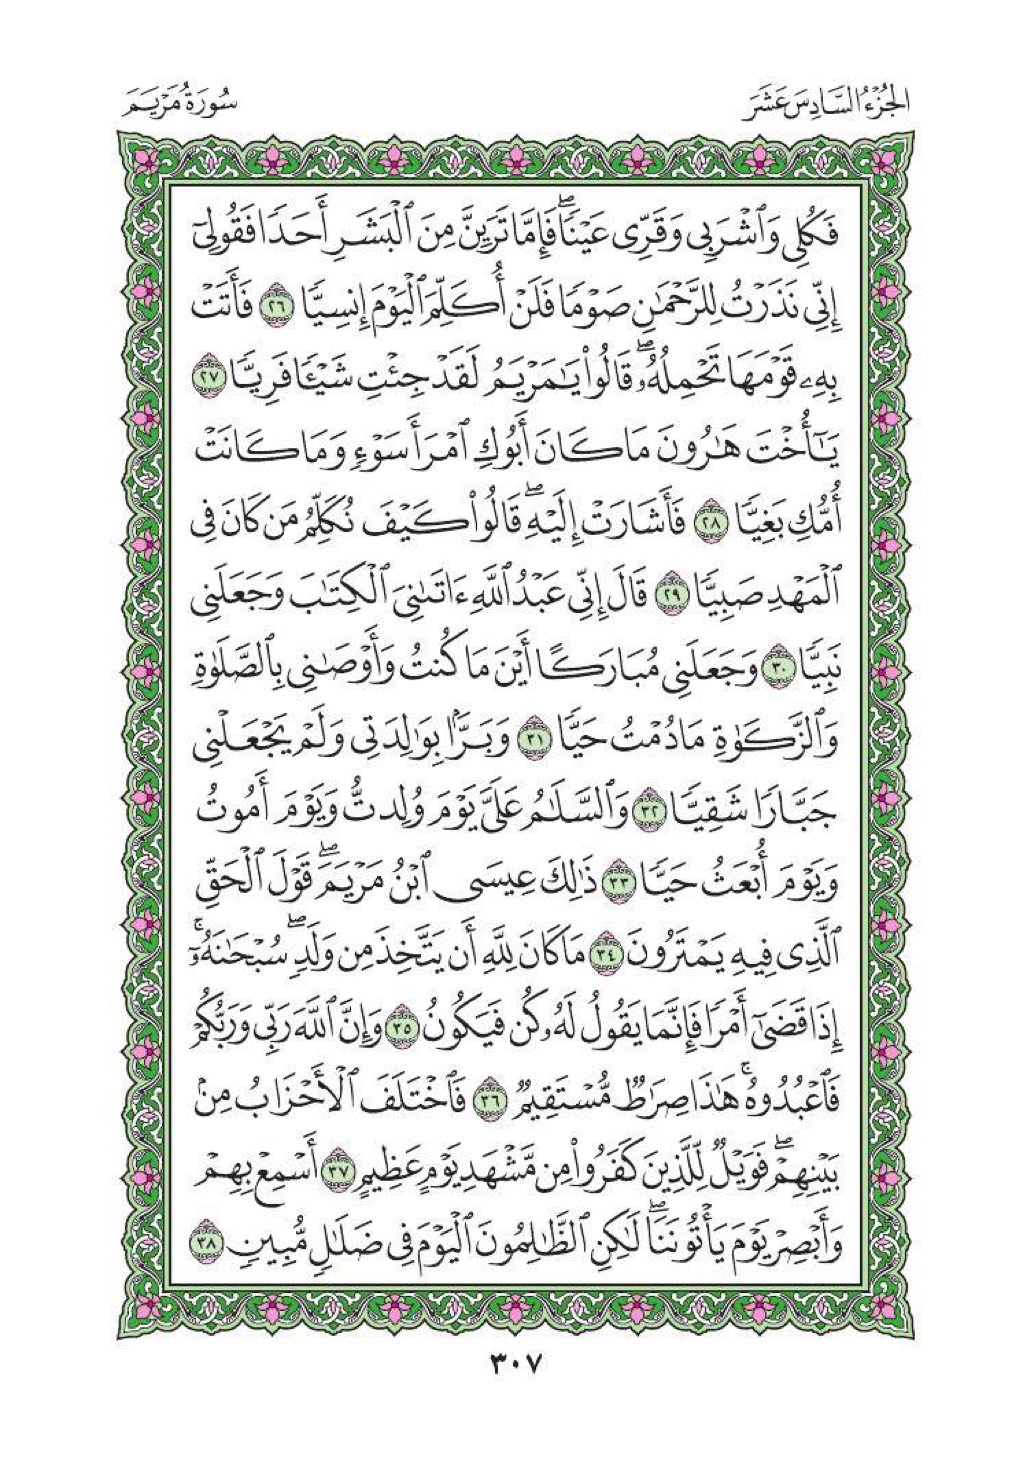 الجُزْءُ السَّادِسَ عَشَرَ
سُورَةُ مَرْيَمَ
فَكُلِي وَٱشْرَبِي وَقَرِّي عَيْنٗاۖ فَإِمَّا تَرَيِنَّ مِنَ ٱلْبَشَرِ أَحَدٗا فَقُولِيٓ
إِنِّي نَذَرْتُ لِلرَّحْمَٰنِ صَوْمٗا فَلَنْ أُكَلِّمَ ٱلْيَوْمَ إِنسِيّٗا ٢٦ فَأَتَتْ
بِهِۦ قَوْمَهَا تَحْمِلُهُۥۖ قَالُواْ يَٰمَرْيَمُ لَقَدْ جِئْتِ شَيْـٔٗا فَرِيّٗا ٢٧
يَٰٓأُخْتَ هَٰرُونَ مَا كَانَ أَبُوكِ ٱمْرَأَ سَوْءٖ وَمَا كَانَتْ
أُمُّكِ بَغِيّٗا ٢٨ فَأَشَارَتْ إِلَيْهِۖ قَالُواْ كَيْفَ نُكَلِّمُ مَن كَانَ فِي
ٱلْمَهْدِ صَبِيّٗا ٢٩ قَالَ إِنِّي عَبْدُ ٱللَّهِ ءَاتَىٰنِيَ ٱلْكِتَٰبَ وَجَعَلَنِي
نَبِيّٗا ٣٠ وَجَعَلَنِي مُبَارَكًا أَيْنَ مَا كُنتُ وَأَوْصَٰنِي بِٱلصَّلَوٰةِ
وَٱلزَّكَوٰةِ مَا دُمْتُ حَيّٗا ٣١ وَبَرَّۢا بِوَٰلِدَتِي وَلَمْ يَجْعَلْنِي
جَبَّارٗا شَقِيّٗا ٣٢ وَٱلسَّلَٰمُ عَلَيَّ يَوْمَ وُلِدتُّ وَيَوْمَ أَمُوتُ
وَيَوْمَ أُبْعَثُ حَيّٗا ٣٣ ذَٰلِكَ عِيسَى ٱبْنُ مَرْيَمَۖ قَوْلَ ٱلْحَقِّ
ٱلَّذِي فِيهِ يَمْتَرُونَ ٣٤ مَا كَانَ لِلَّهِ أَن يَتَّخِذَ مِن وَلَدٖۖ سُبْحَٰنَهُۥٓۚ
إِذَا قَضَىٰٓ أَمْرٗا فَإِنَّمَا يَقُولُ لَهُۥ كُن فَيَكُونُ ٣٥ وَإِنَّ ٱللَّهَ رَبِّي وَرَبُّكُمْ
فَٱعْبُدُوهُۚ هَٰذَا صِرَٰطٞ مُّسْتَقِيمٞ ٣٦ فَٱخْتَلَفَ ٱلْأَحْزَابُ مِنۢ
بَيْنِهِمْۖ فَوَيْلٞ لِّلَّذِينَ كَفَرُواْ مِن مَّشْهَدِ يَوْمٍ عَظِيمٍ ٣٧ أَسْمِعْ بِهِمْ
وَأَبْصِرْ يَوْمَ يَأْتُونَنَاۖ لَٰكِنِ ٱلظَّٰلِمُونَ ٱلْيَوْمَ فِي ضَلَٰلٖ مُّبِينٖ ٣٨
٣٠٧